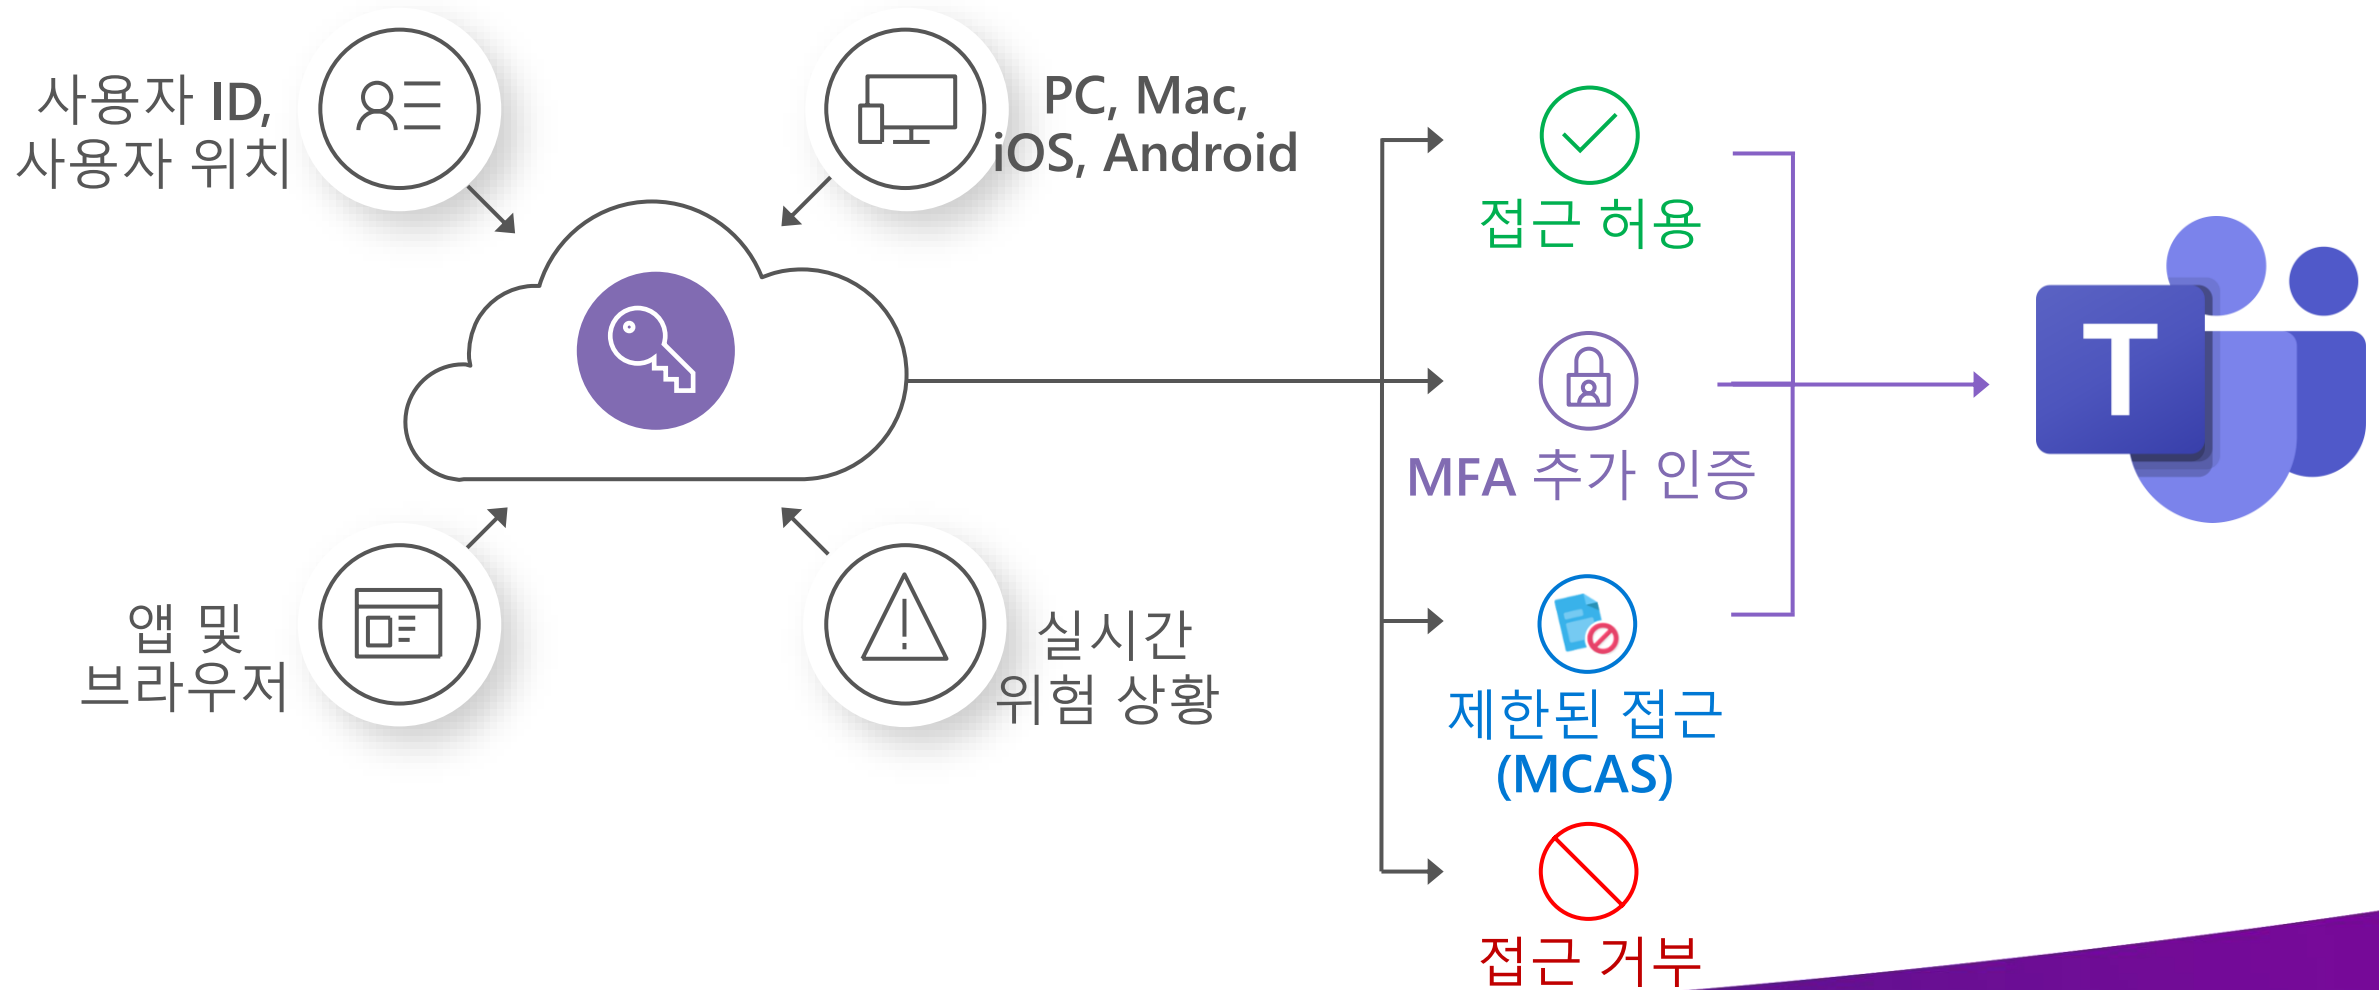 사용자 ID,
사용자 위치
PC, Mac,
iOS, Android
앱 및
브라우저
실시간
위험 상황
접근 허용
MFA 추가 인증
제한된 접근
(MCAS)
접근 거부
T